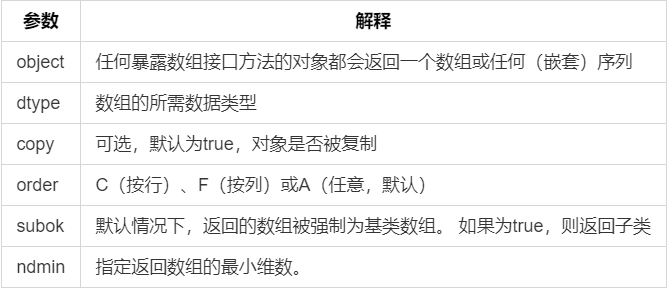 参数 解释
object 任何暴露数组接口方法的对象都会返回一个数组或任何（嵌套）序列
dtype 数组的所需数据类型
copy 可选，默认为true，对象是否被复制
order C（按行）、F（按列）或A（任意，默认）
subok 默认情况下，返回的数组被强制为基类数组。 如果为true，则返回子类
ndmin 指定返回数组的最小维数。